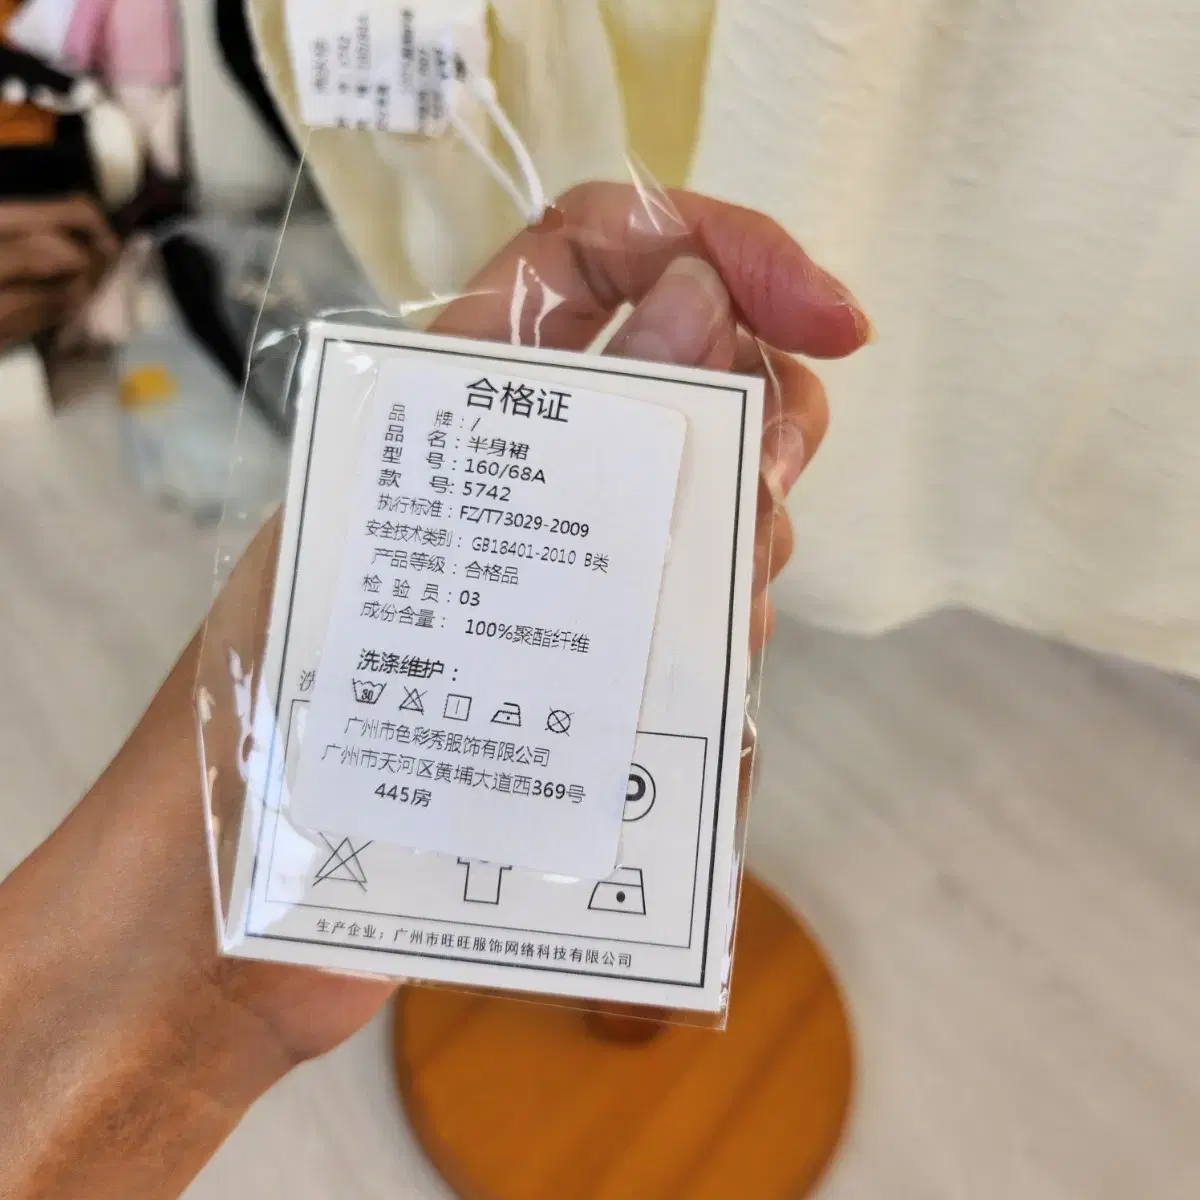 合格证
品 牌：/
品 名：半身裙
型 号：160/68A
款 号：5742
执行标准：FZ/T73029-2009
安全技术类别：GB18401-2010 B类
产品等级：合格品
检 验 员：03
成份含量： 100%聚酯纤维
洗涤维护：
30
广州市色彩秀服饰有限公司
广州市天河区黄埔大道西369号
445房
洗
P
生产企业：广州市旺旺服饰网络科技有限公司